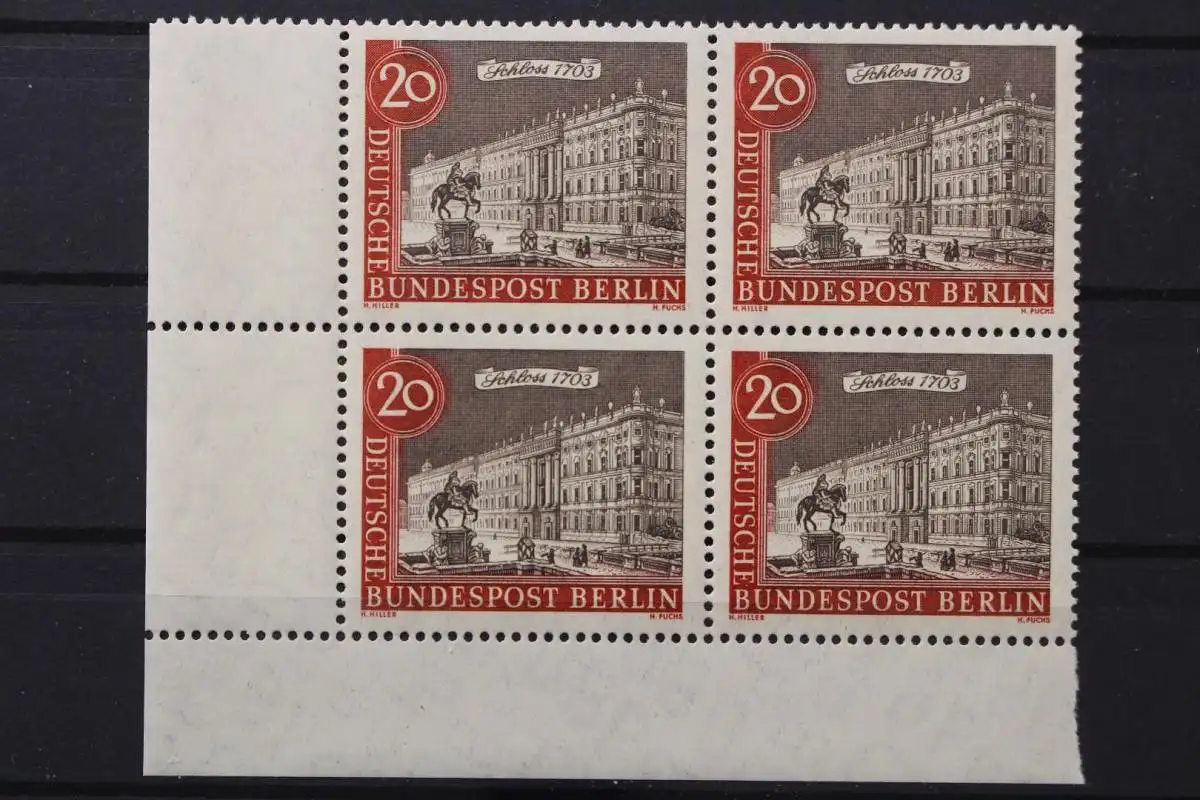 20
Schloss 1703
DEUTSCHE
BUNDESPOST BERLIN
H. HILLER
H. FUCHS
20
Schloss 1703
DEUTSCHE
BUNDESPOST BERLIN
H. HILLER
H. FUCHS
20
Schloss 1703
DEUTSCHE
BUNDESPOST BERLIN
H. HILLER
H. FUCHS
20
Schloss 1703
DEUTSCHE
BUNDESPOST BERLIN
H. HILLER
H. FUCHS